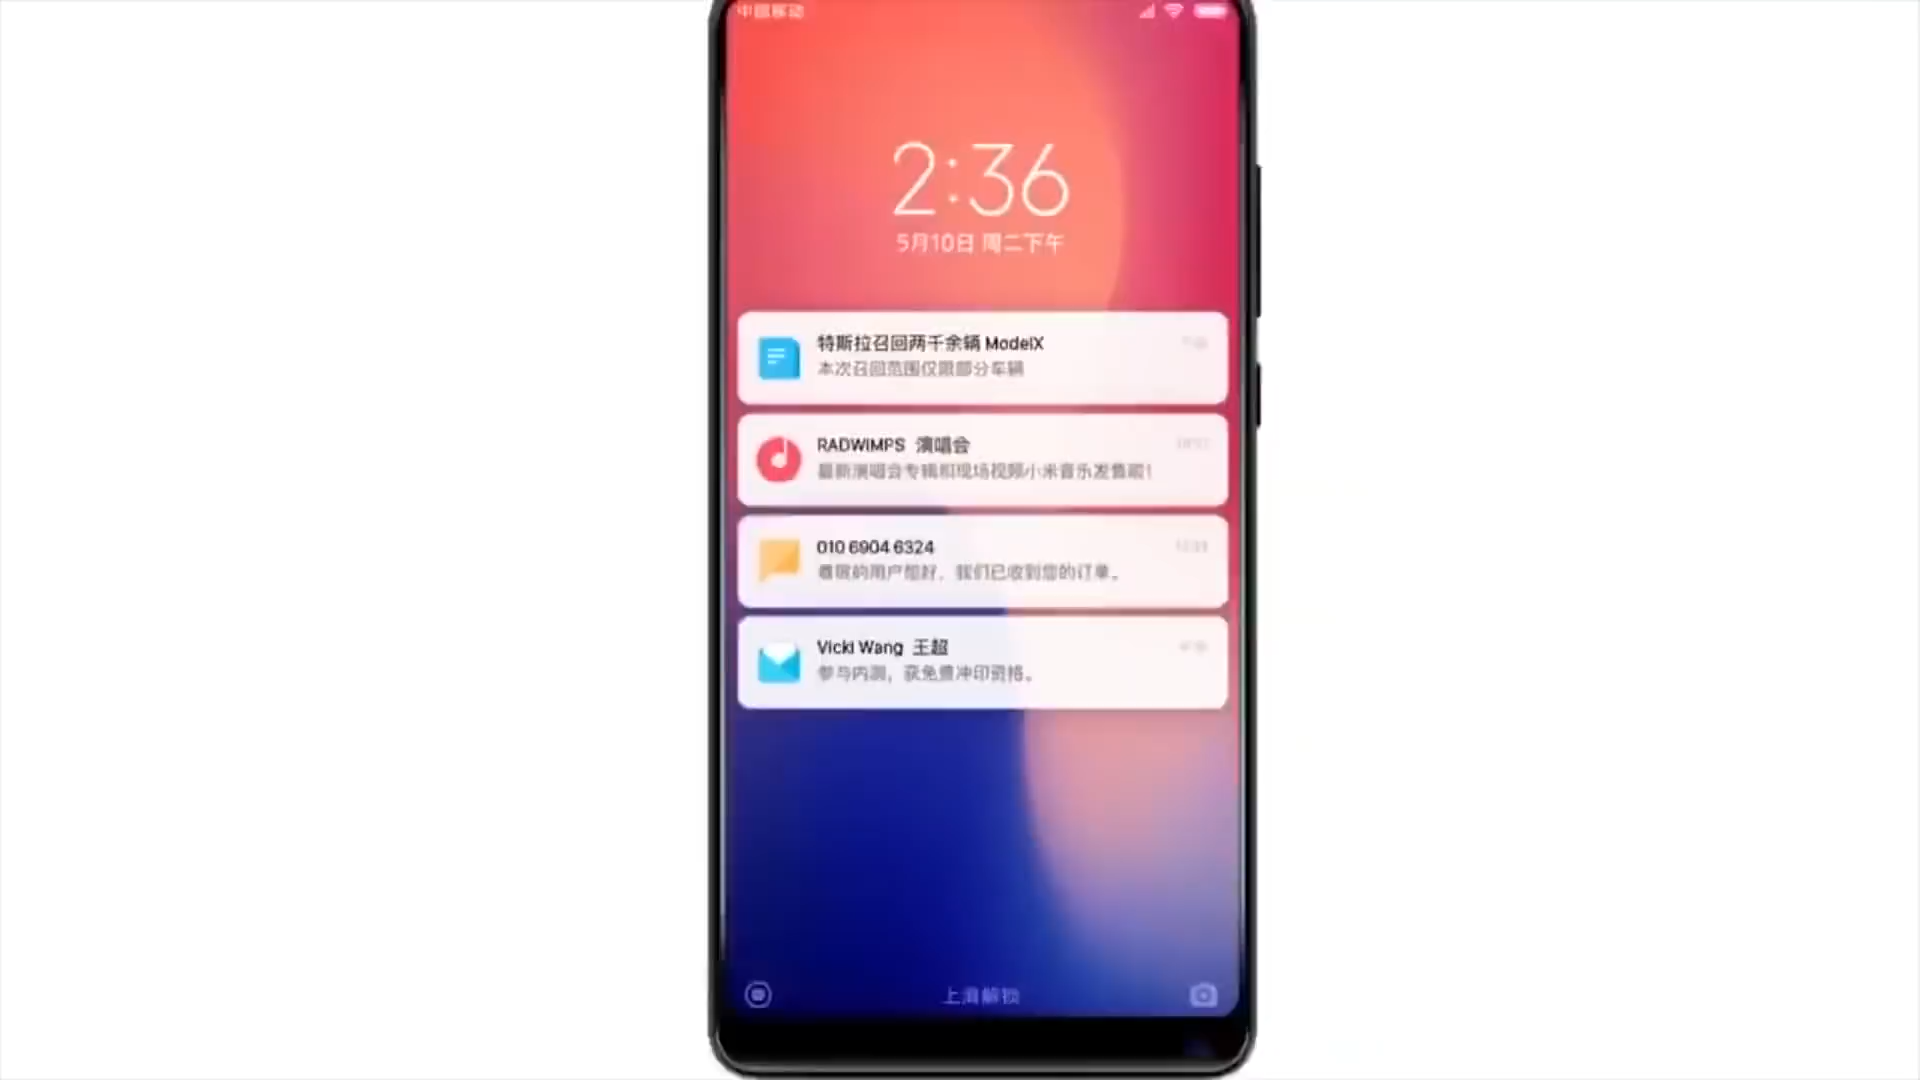 中国移动
2:36
5月10日 周二下午
特斯拉召回两千余辆 ModelX
本次召回范围仅限部分车辆
RADWIMPS 演唱会
最新演唱会专辑和现场视频小米音乐发售啦！
010 6904 6324
尊敬的用户您好，我们已收到您的订单。
Vicki Wang 王超
参与内测，获免费冲印资格。
上滑解锁